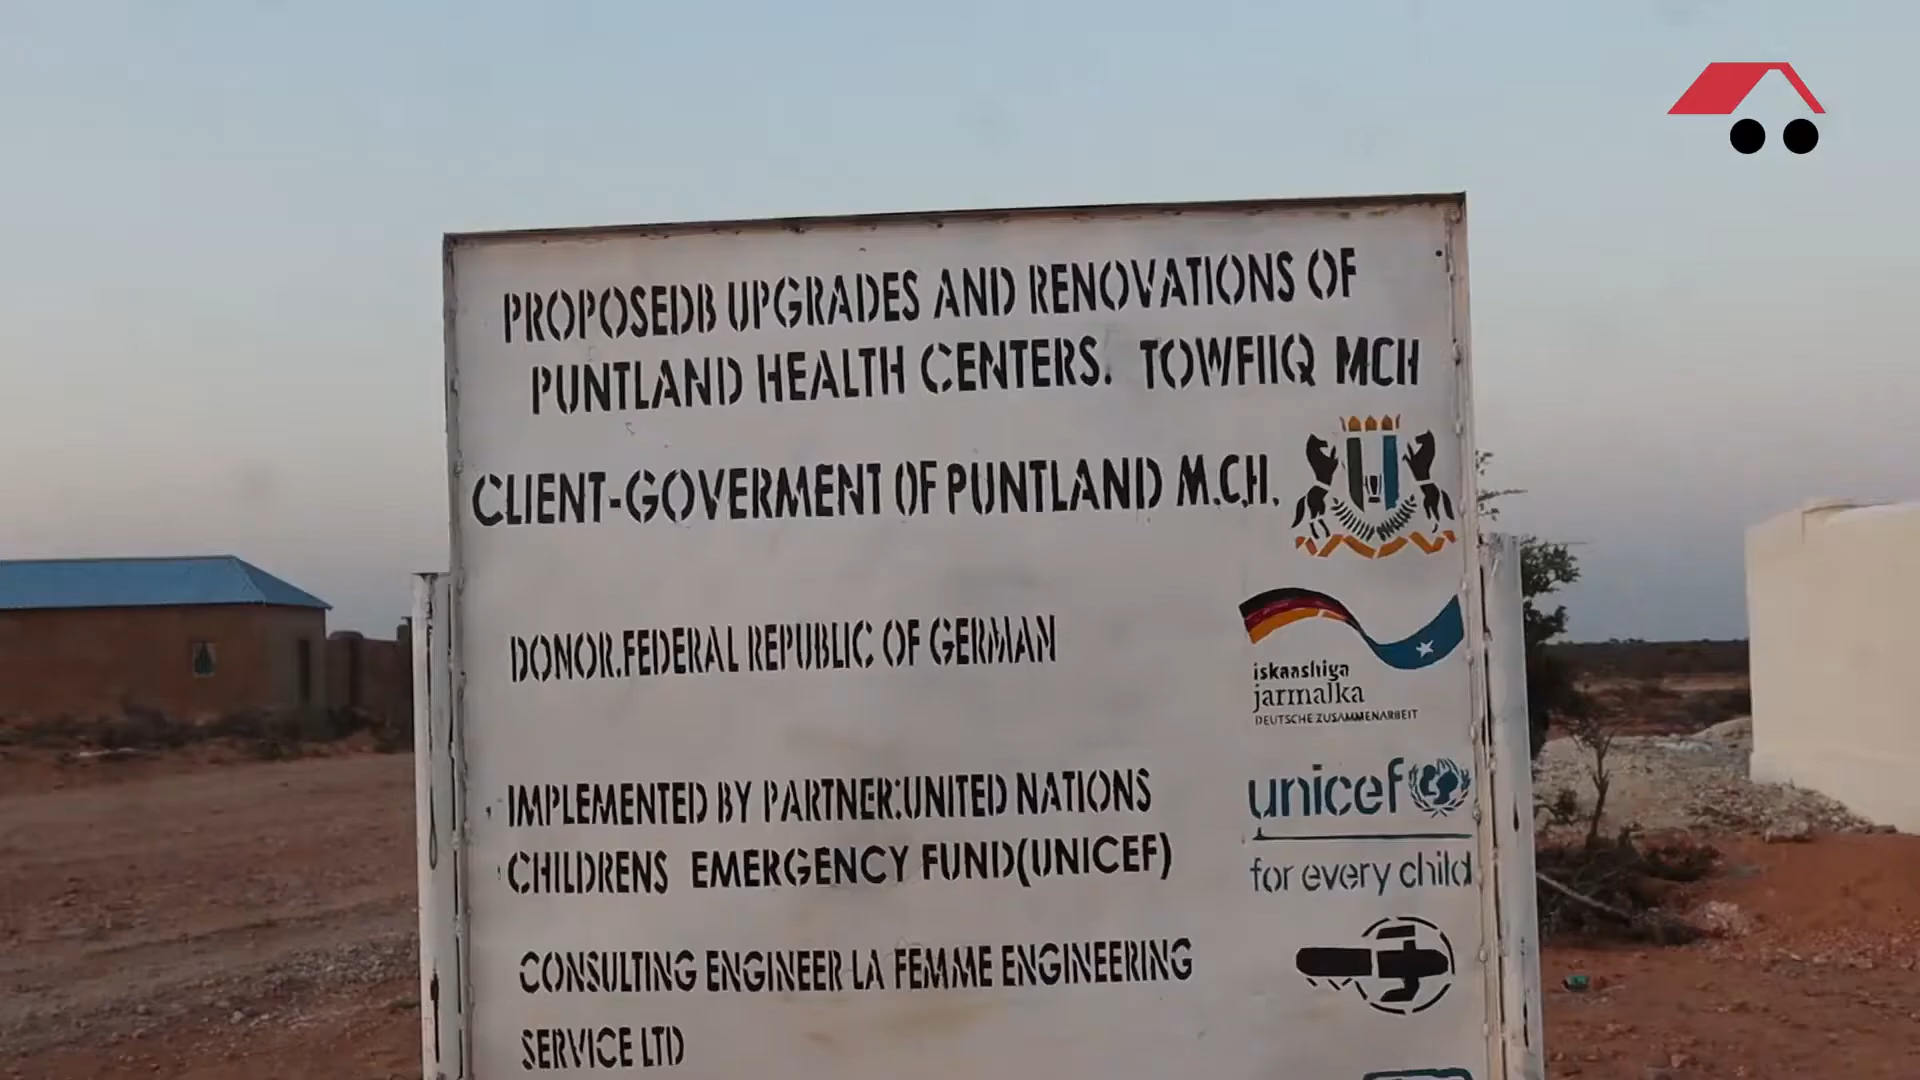 PROPOSEDB UPGRADES AND RENOVATIONS OF
PUNTLAND HEALTH CENTERS. TOWFIIQ MCH
CLIENT-GOVERMENT OF PUNTLAND M.C.H.
DONOR.FEDERAL REPUBLIC OF GERMAN
iskaashiga
jarmalka
DEUTSCHE ZUSAMMENARBEIT
IMPLEMENTED BY PARTNER:UNITED NATIONS
CHILDRENS EMERGENCY FUND(UNICEF)
unicef
for every child
CONSULTING ENGINEER LA FEMME ENGINEERING
SERVICE LTD